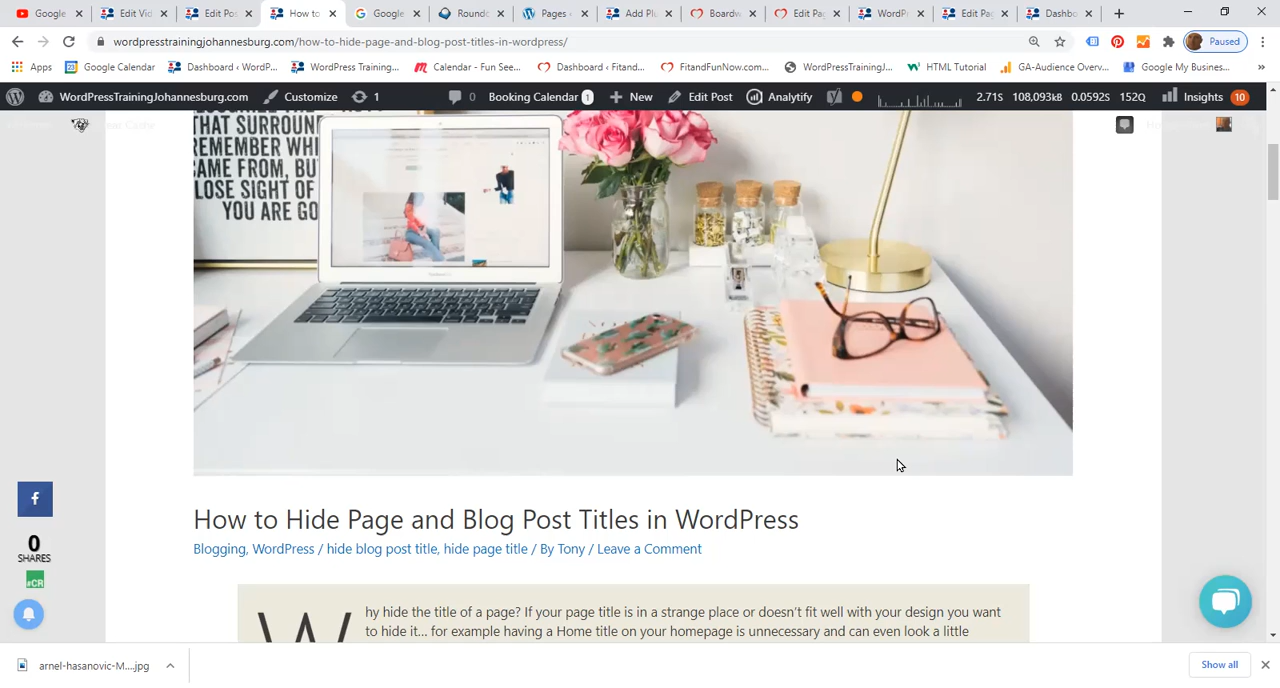 Google
Edit Vid
Edit Pos
How to
Google
Roundc
Pages ‹
Add Plu
Boardw
Edit Pa
WordPr
Edit Pa
Dashbo
wordpresstrainingjohannesburg.com/how-to-hide-page-and-blog-post-titles-in-wordpress/
Paused
Apps
Google Calendar
Dashboard ‹ WordP...
WordPress Training...
Calendar - Fun See...
Dashboard ‹ Fitand...
FitandFunNow.com...
WordPressTrainingJ...
HTML Tutorial
GA-Audience Overv...
Google My Busines...
»
WordPressTrainingJohannesburg.com
Customize
1
0
Booking Calendar 1
New
Edit Post
Analytify
2.71S 108,093kB 0.0592S 152Q
Insights 10
THAT SURROUN
REMEMBER WHI
CAME FROM, BU
LOSE SIGHT OF
YOU ARE GO
How to Hide Page and Blog Post Titles in WordPress
Blogging, WordPress / hide blog post title, hide page title / By Tony / Leave a Comment
0
SHARES
#CR
Why hide the title of a page? If your page title is in a strange place or doesn't fit well with your design you want
to hide it... for example having a Home title on your homepage is unnecessary and can even look a little
arnel-hasanovic-M....jpg
Show all